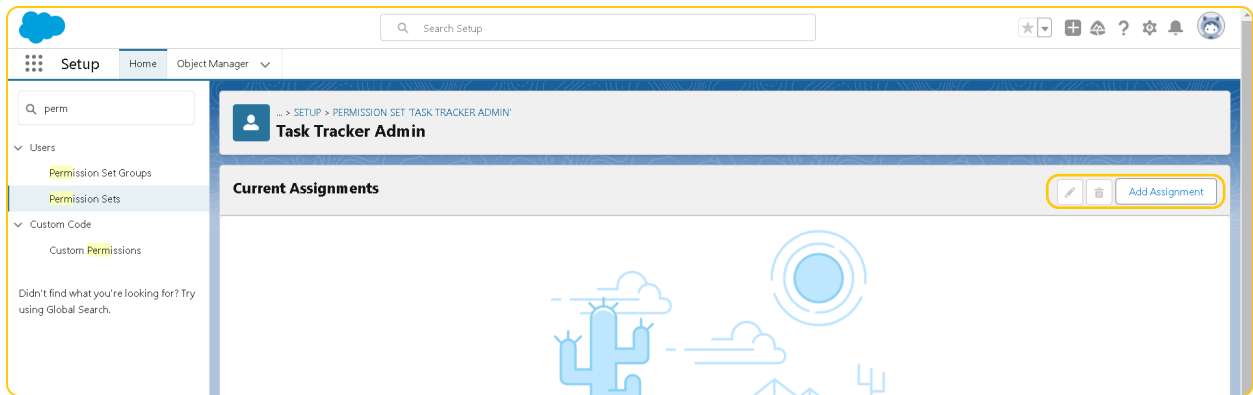 Search Setup
Setup
Home
Object Manager
perm
... > SETUP > PERMISSION SET 'TASK TRACKER ADMIN'
Task Tracker Admin
Users
Permission Set Groups
Permission Sets
Current Assignments
Add Assignment
Custom Code
Custom Permissions
Didn't find what you're looking for? Try
using Global Search.